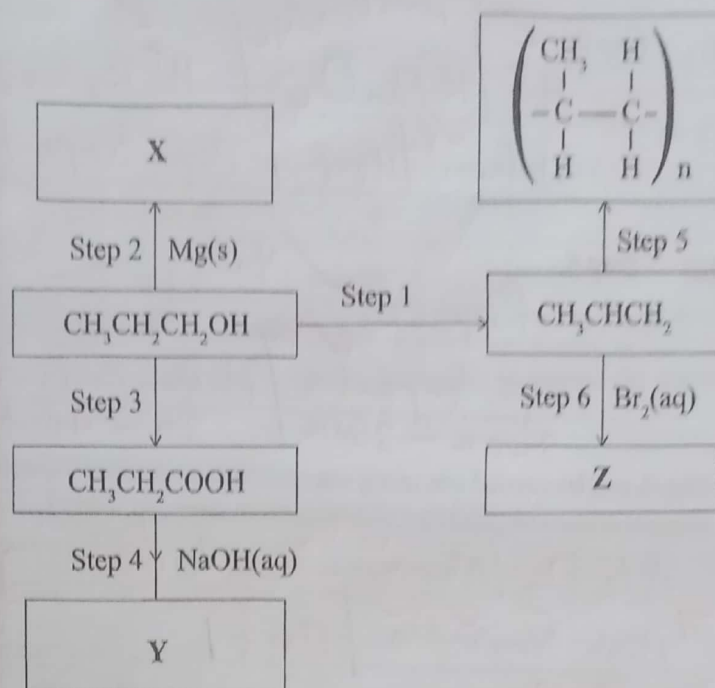 CH₃ H
-C—C-
H H n
X
Step 2 Mg(s)
Step 5
CH₃CH₂CH₂OH
Step 1
CH₃CHCH₂
Step 3
Step 6 Br₂(aq)
CH₃CH₂COOH
Z
Step 4 NaOH(aq)
Y